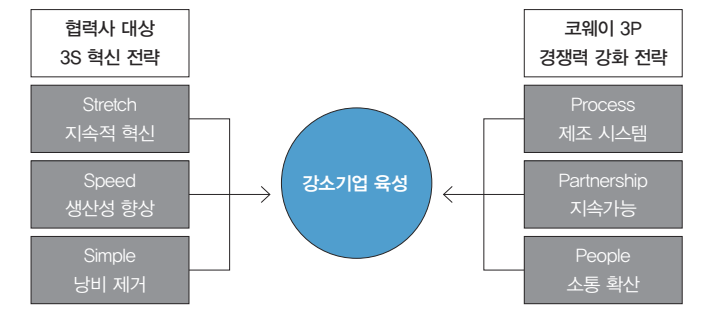 협력사 대상
3S 혁신 전략
Stretch
지속적 혁신
Speed
생산성 향상
Simple
낭비 제거
강소기업 육성
코웨이 3P
경쟁력 강화 전략
Process
제조 시스템
Partnership
지속가능
People
소통 확산